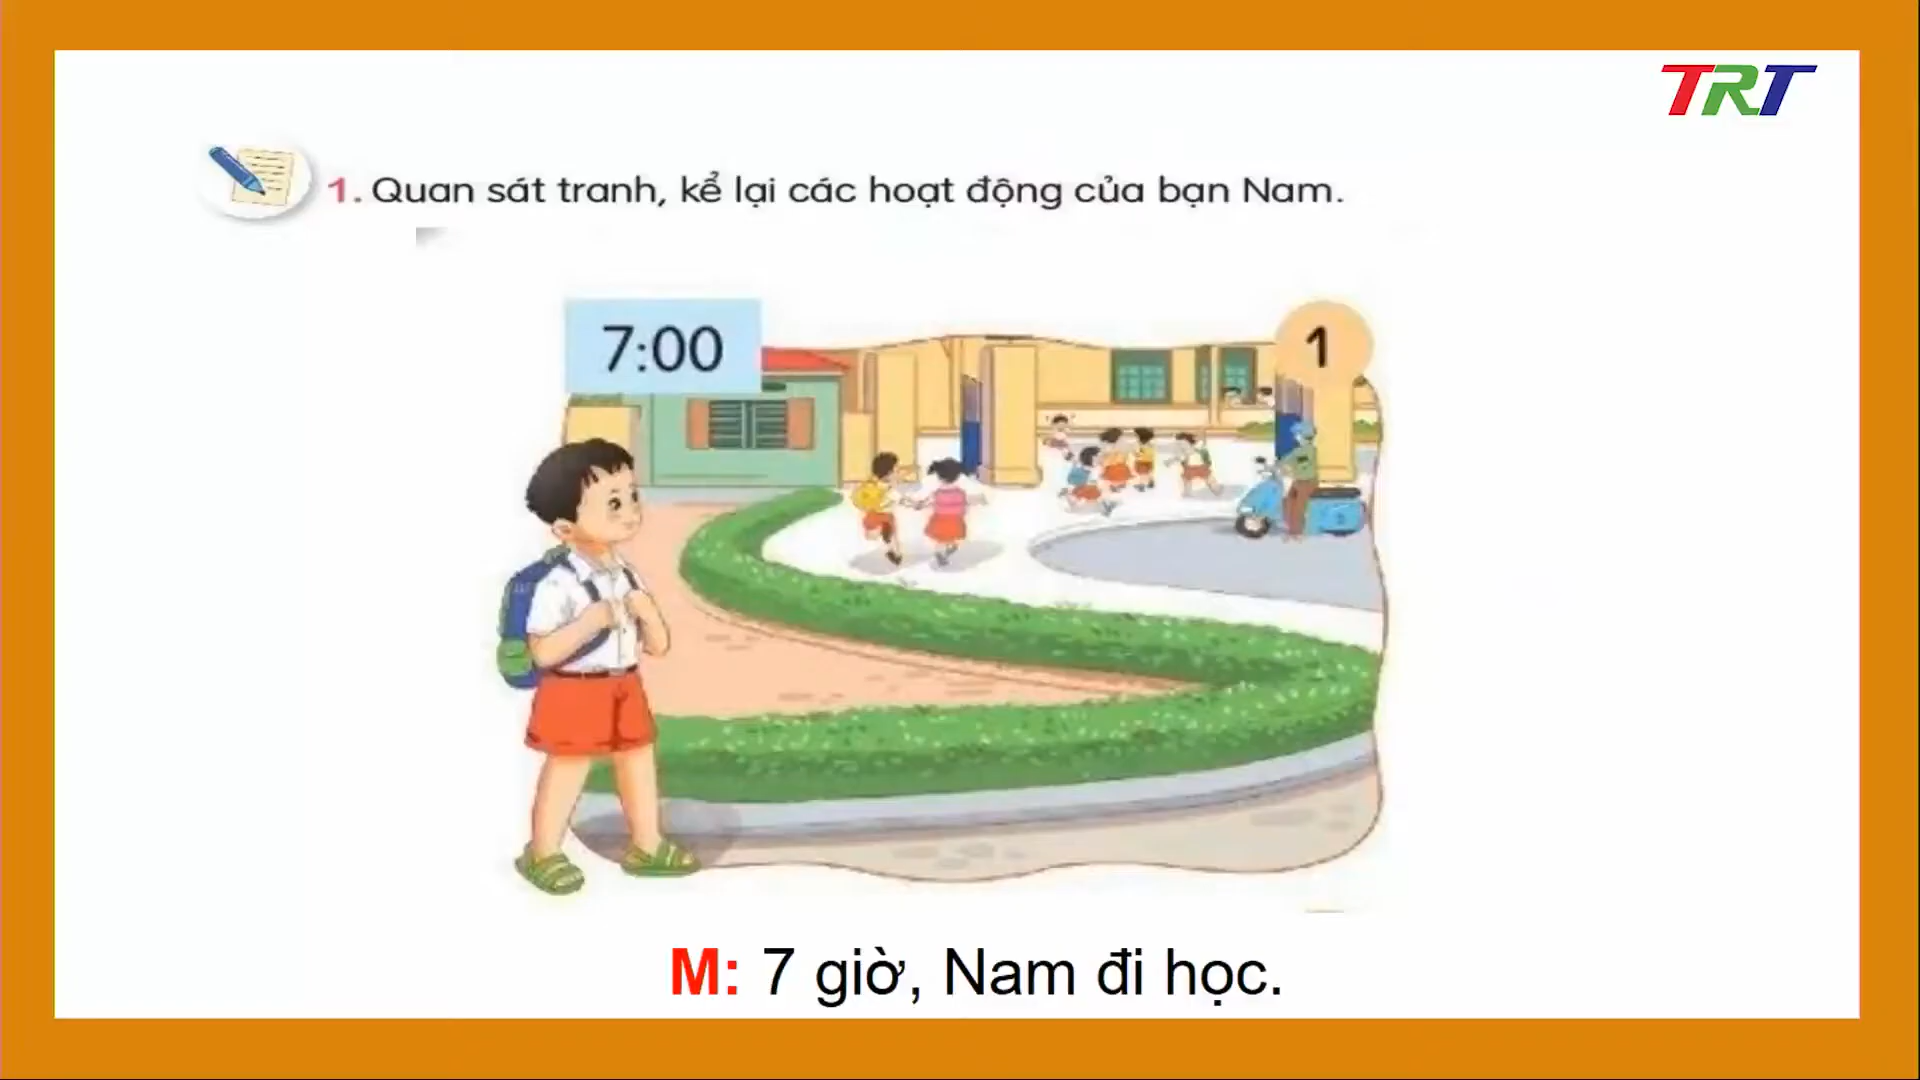 TRT
1. Quan sát tranh, kể lại các hoạt động của bạn Nam.
7:00
1
M: 7 giờ, Nam đi học.